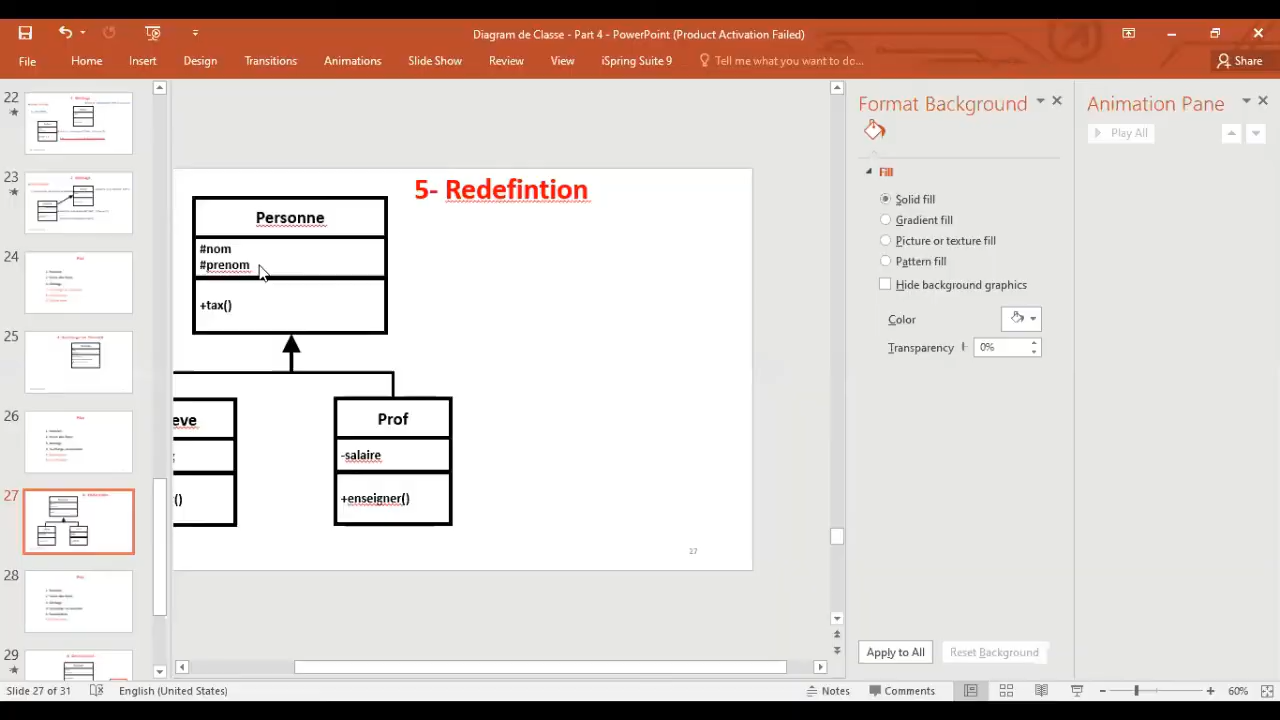 Diagram de Classe - Part 4 - PowerPoint (Product Activation Failed)
File Home Insert Design Transitions Animations Slide Show Review View iSpring Suite 9 Tell me what you want to do... Share
22
23
24
25
26
27
28
29
5- Redefintion
Personne
#nom
#prenom
+tax()
eve
()
Prof
-salaire
+enseigner()
27
Format Background
Fill
Solid fill
Gradient fill
Picture or texture fill
Pattern fill
Hide background graphics
Color
Transparency 0%
Apply to All Reset Background
Animation Pane
Play All
Slide 27 of 31 English (United States) Notes Comments 60%